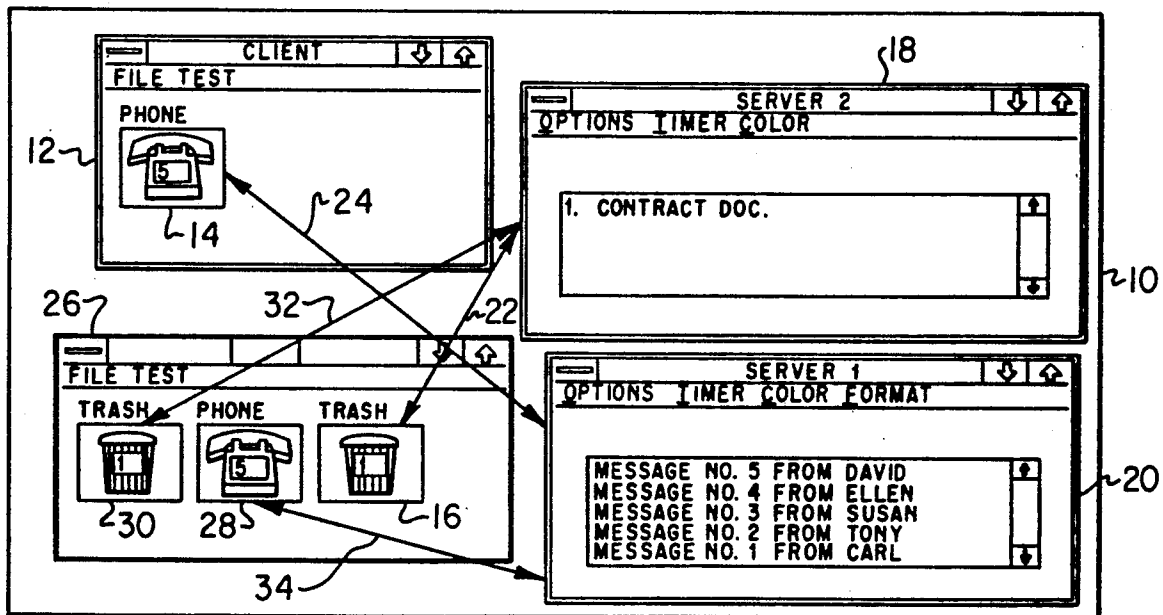 CLIENT
FILE TEST
PHONE
5
12
14
24
18
SERVER 2
OPTIONS TIMER COLOR
1. CONTRACT DOC.
10
26
32
22
FILE TEST
TRASH PHONE TRASH
1 5 1
30 28 16
34
SERVER 1
OPTIONS TIMER COLOR FORMAT
MESSAGE NO. 5 FROM DAVID
MESSAGE NO. 4 FROM ELLEN
MESSAGE NO. 3 FROM SUSAN
MESSAGE NO. 2 FROM TONY
MESSAGE NO. 1 FROM CARL
20